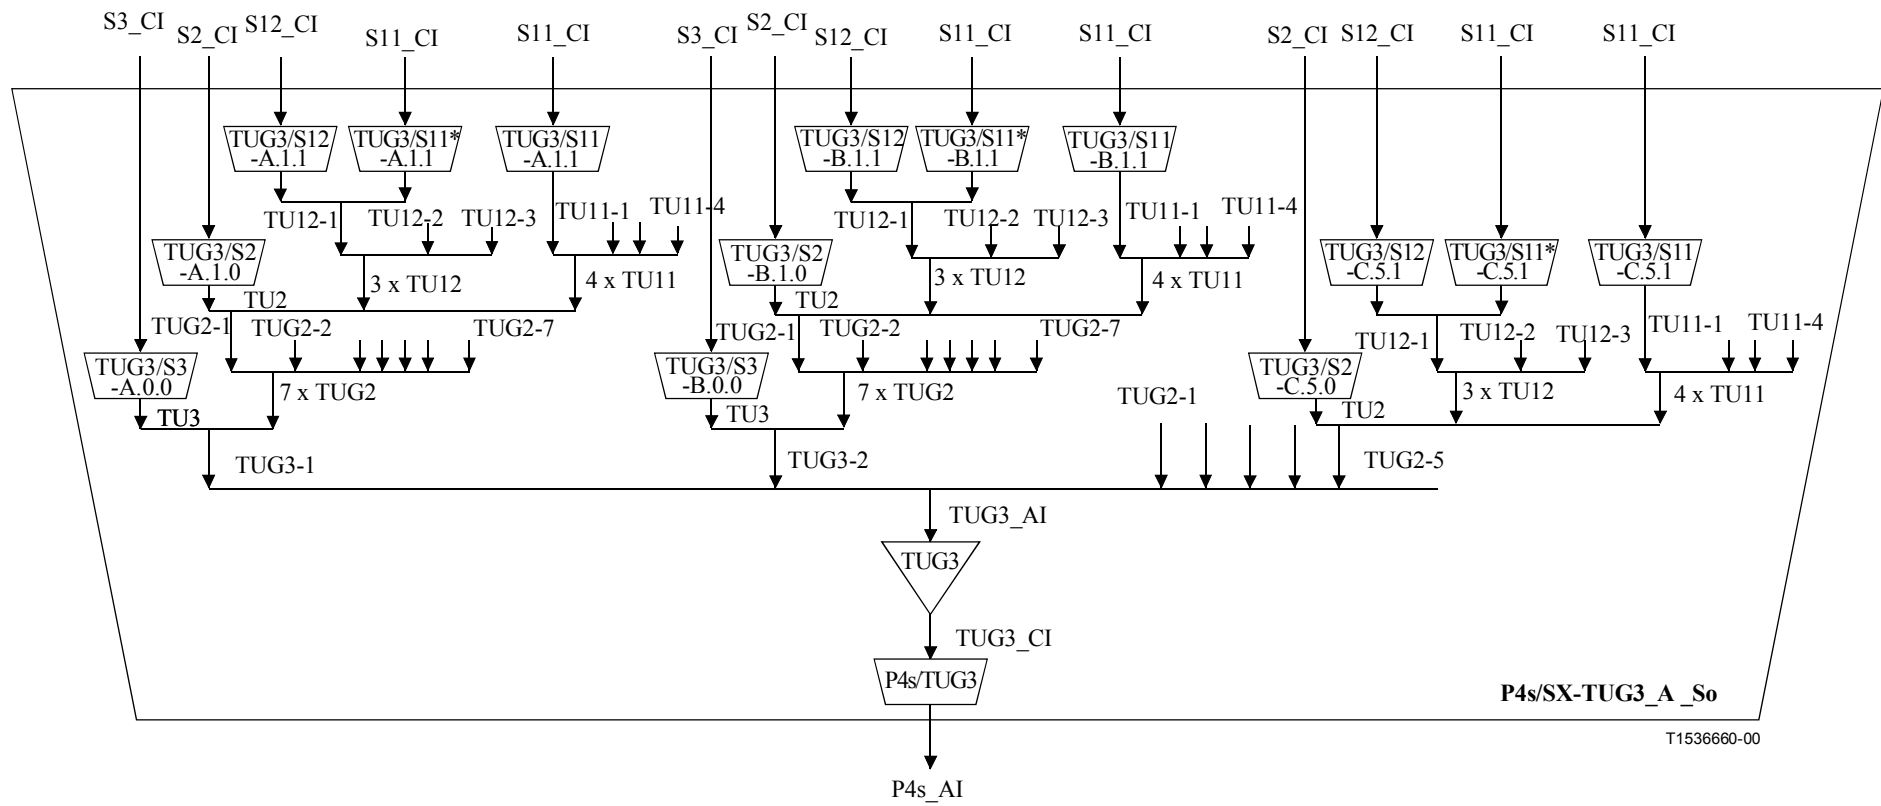 S3_CI S2_CI S12_CI S11_CI S11_CI S3_CI S2_CI S12_CI S11_CI S11_CI S2_CI S12_CI S11_CI S11_CI
TUG3/S12 TUG3/S11* TUG3/S11 TUG3/S12 TUG3/S11* TUG3/S11
-A.1.1 -A.1.1 -A.1.1 -B.1.1 -B.1.1 -B.1.1
TU12-1 TU12-2 TU12-3 TU11-1 TU11-4 TU12-1 TU12-2 TU12-3 TU11-1 TU11-4
TUG3/S2 TUG3/S2 TUG3/S12 TUG3/S11* TUG3/S11
-A.1.0 -B.1.0 -C.5.1 -C.5.1 -C.5.1
3 x TU12 4 x TU11 3 x TU12 4 x TU11
TU2 TU2
TUG2-1 TUG2-2 TUG2-7 TUG2-1 TUG2-2 TUG2-7 TU12-1 TU12-2 TU12-3 TU11-1 TU11-4
TUG3/S3 TUG3/S3 TUG3/S2
-A.0.0 -B.0.0 -C.5.0
7 x TUG2 7 x TUG2 TUG2-1 3 x TU12 4 x TU11
TU3 TU3 TU2
TUG3-1 TUG3-2 TUG2-5
TUG3_AI
TUG3
TUG3_CI
P4s/TUG3
P4s/SX-TUG3_A _So
T1536660-00
P4s_AI